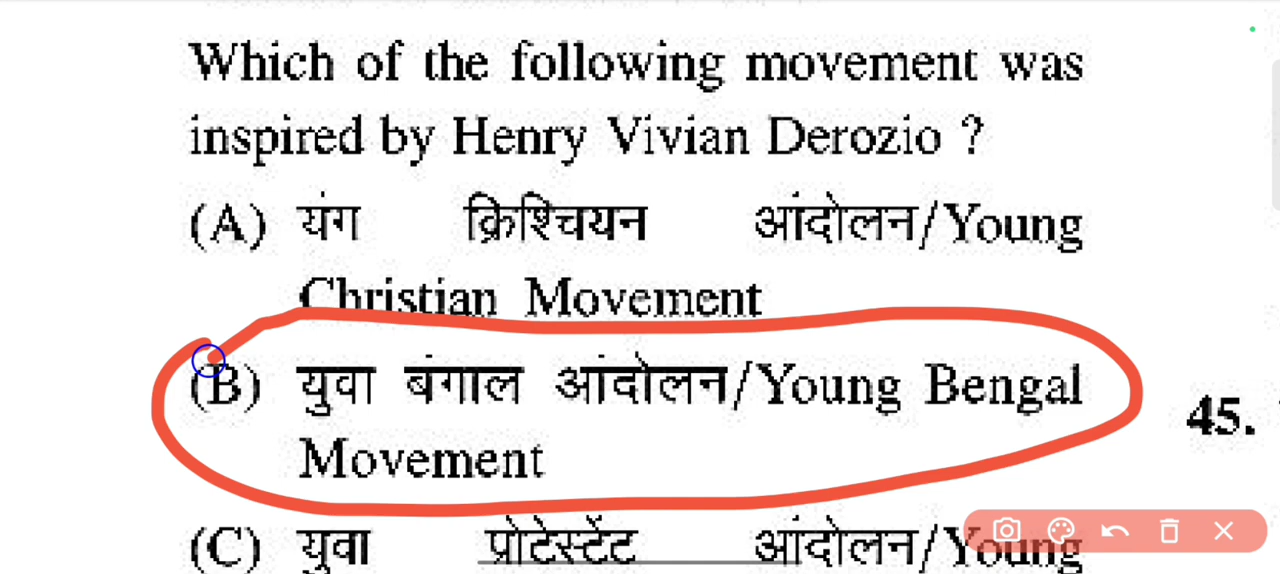 Which of the following movement was
inspired by Henry Vivian Derozio ?
(A) यंग क्रिश्चियन आंदोलन/Young
Christian Movement
(B) युवा बंगाल आंदोलन/Young Bengal
Movement
45.
(C) युवा प्रोटेस्टेंट आंदोलन/Young